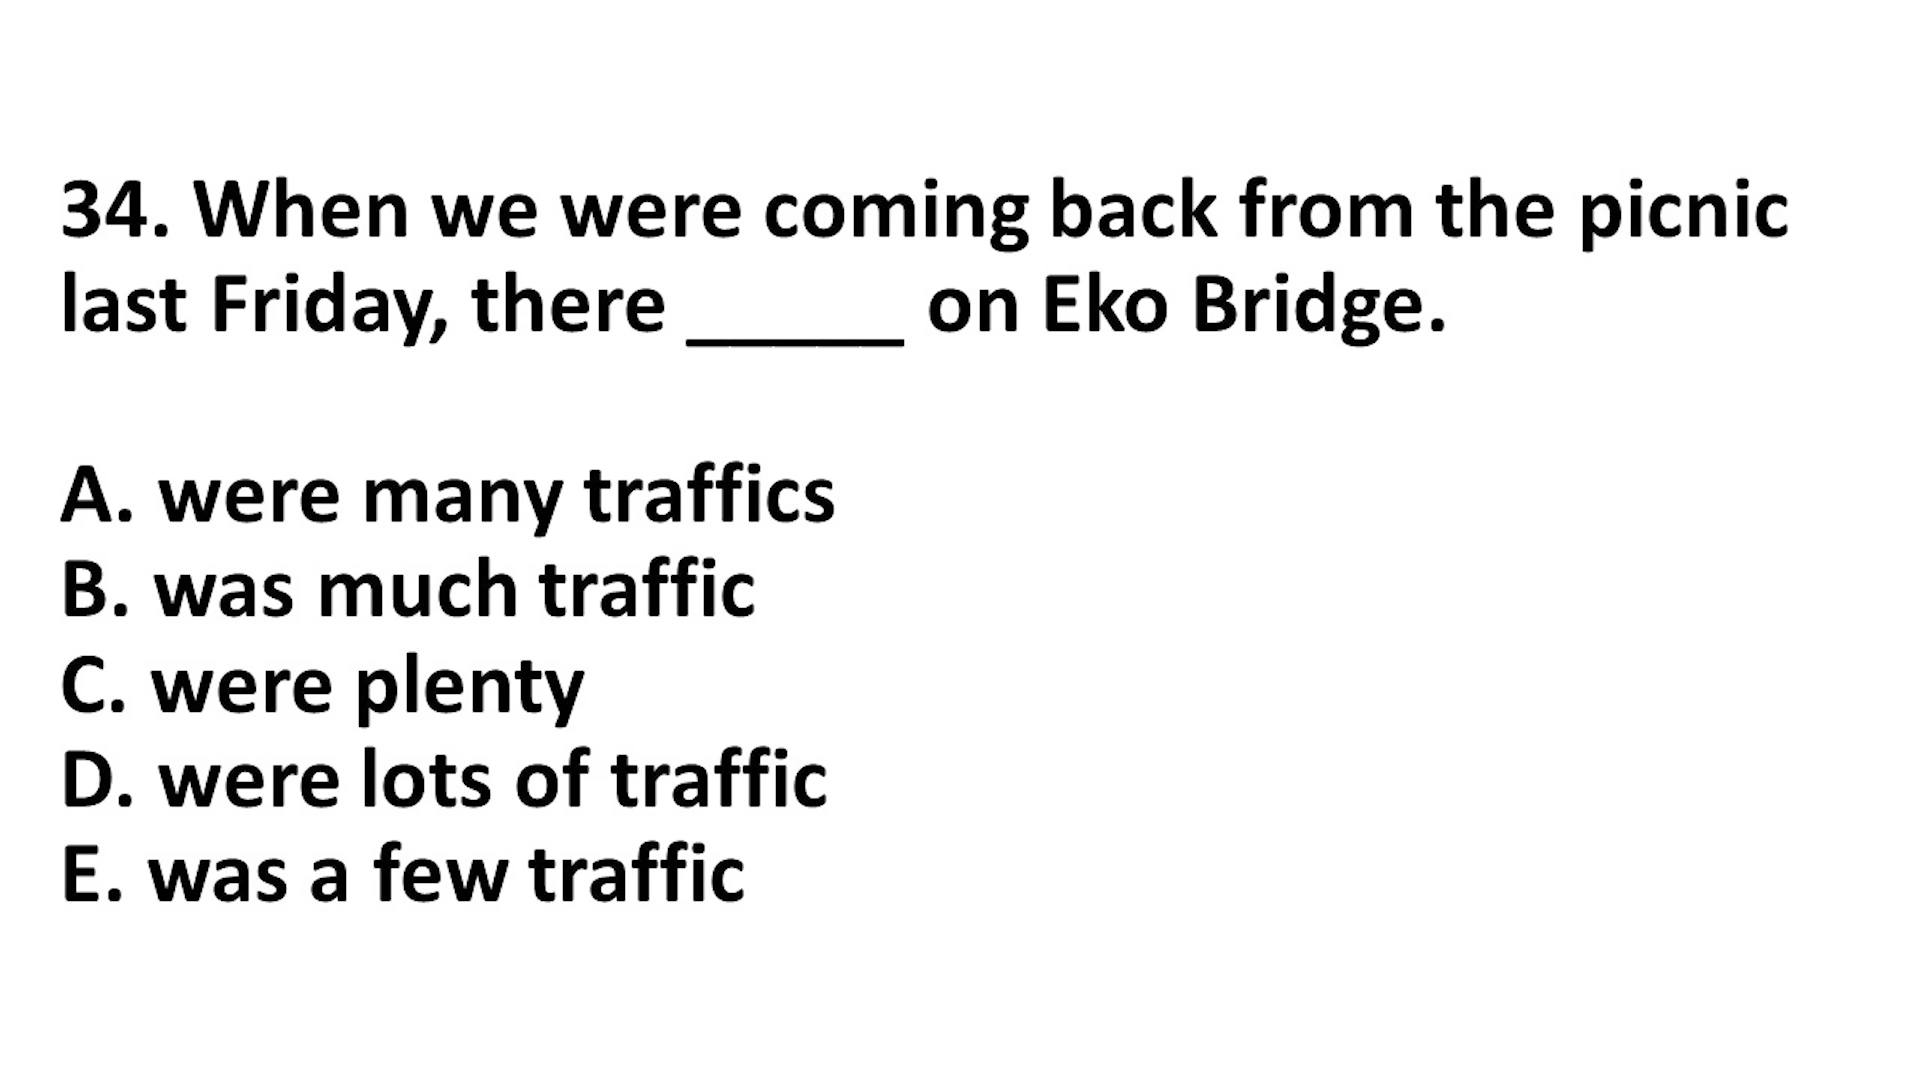 34. When we were coming back from the picnic
last Friday, there _____ on Eko Bridge.
A. were many traffics
B. was much traffic
C. were plenty
D. were lots of traffic
E. was a few traffic